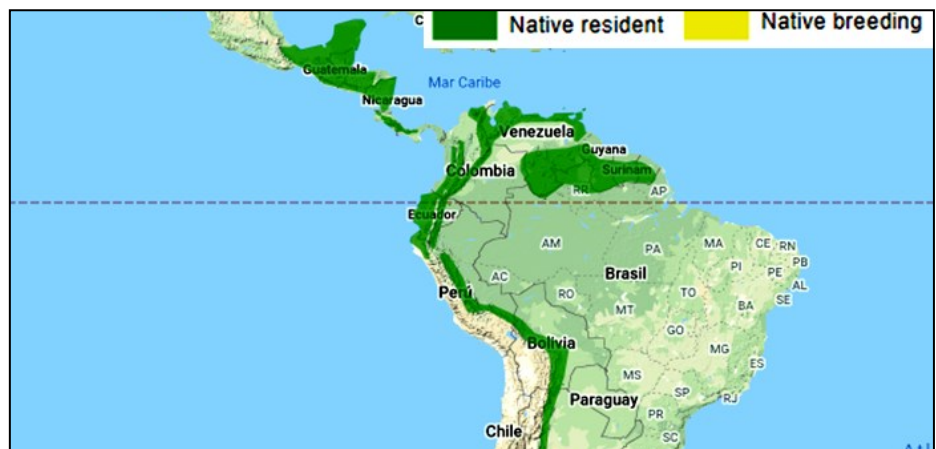 Native resident
Native breeding
Guatemala
Mar Caribe
Nicaragua
Venezuela
Guyana
Colombia
Surinam
RR
AP
Ecuador
AM
PA
MA
CE
RN
PB
PI
PE
AL
AC
Brasil
SE
Perú
RO
TO
BA
MT
GO
Bolivia
MG
ES
MS
Paraguay
SP
RJ
PR
Chile
SC